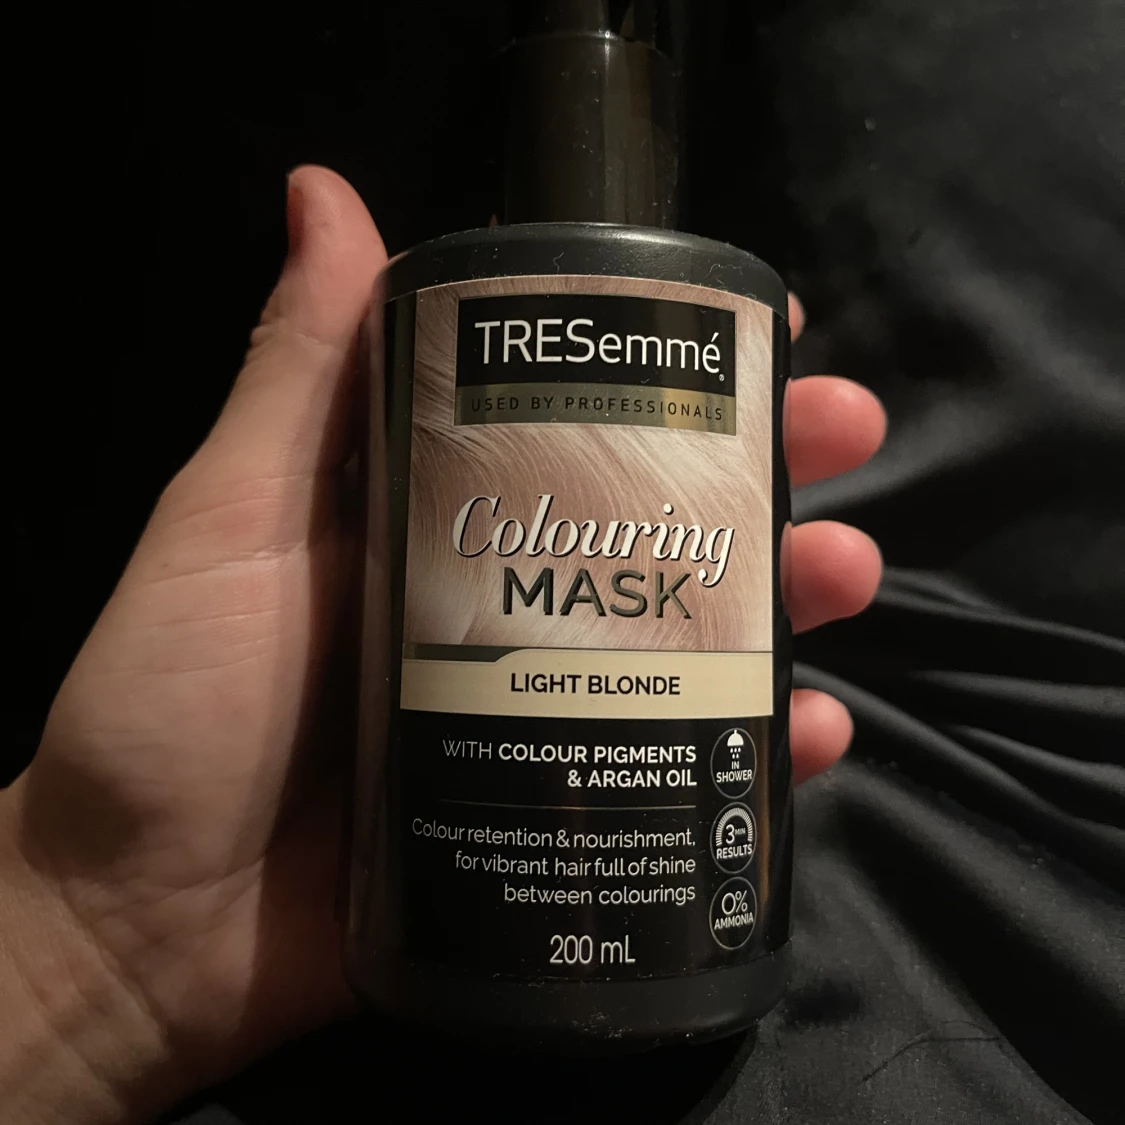 TRESemmé®
USED BY PROFESSIONALS
Colouring
MASK
LIGHT BLONDE
WITH COLOUR PIGMENTS
& ARGAN OIL
IN
SHOWER
Colour retention & nourishment,
for vibrant hair full of shine
between colourings
3 MIN
RESULTS
0%
AMMONIA
200 mL